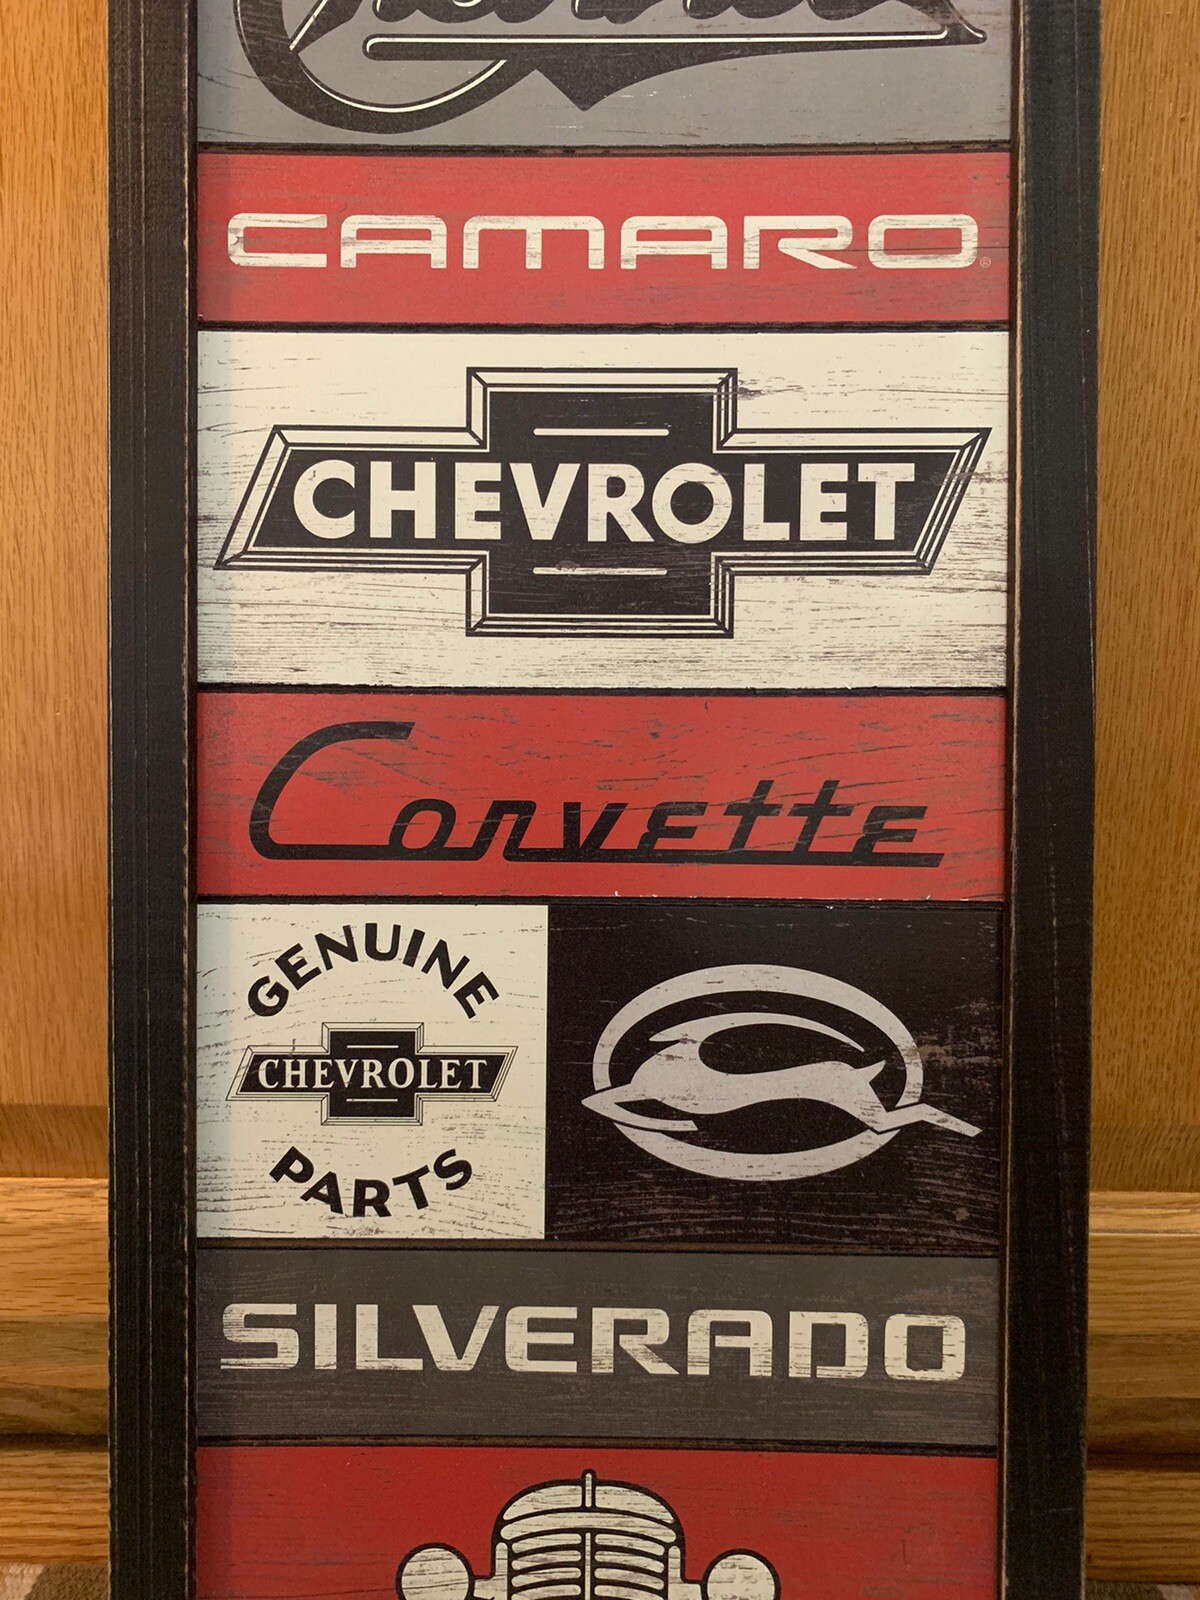 CAMARO®
CHEVROLET
Corvette
GENUINE
CHEVROLET
PARTS
SILVERADO